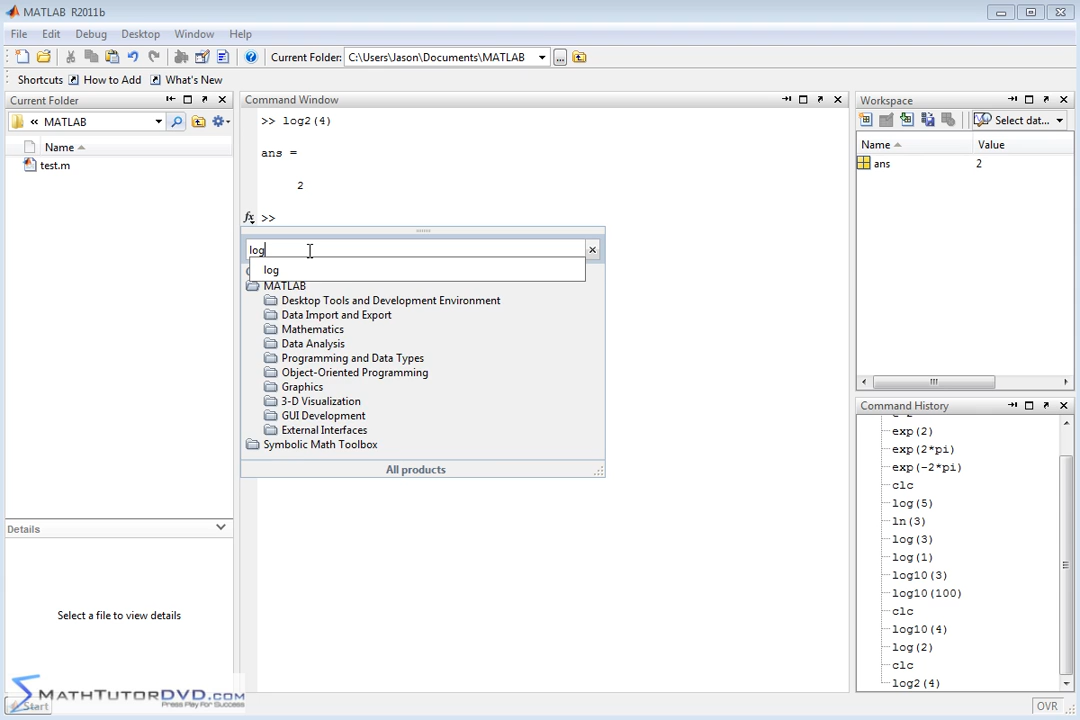 MATLAB R2011b
File Edit Debug Desktop Window Help
Current Folder: C:\Users\Jason\Documents\MATLAB ...
Shortcuts How to Add What's New
Current Folder
« MATLAB
Name
test.m
Details
Select a file to view details
Command Window
>> log2(4)
ans =
2
fx >>
log
log
MATLAB
Desktop Tools and Development Environment
Data Import and Export
Mathematics
Data Analysis
Programming and Data Types
Object-Oriented Programming
Graphics
3-D Visualization
GUI Development
External Interfaces
Symbolic Math Toolbox
All products
Workspace
Select dat...
Name Value
ans 2
Command History
exp(2)
exp(2*pi)
exp(-2*pi)
clc
log(5)
ln(3)
log(3)
log(1)
log10(3)
log10(100)
clc
log10(4)
log(2)
clc
log2(4)
MATHTUTORDVD.COM
Press Play For Success
Start
OVR